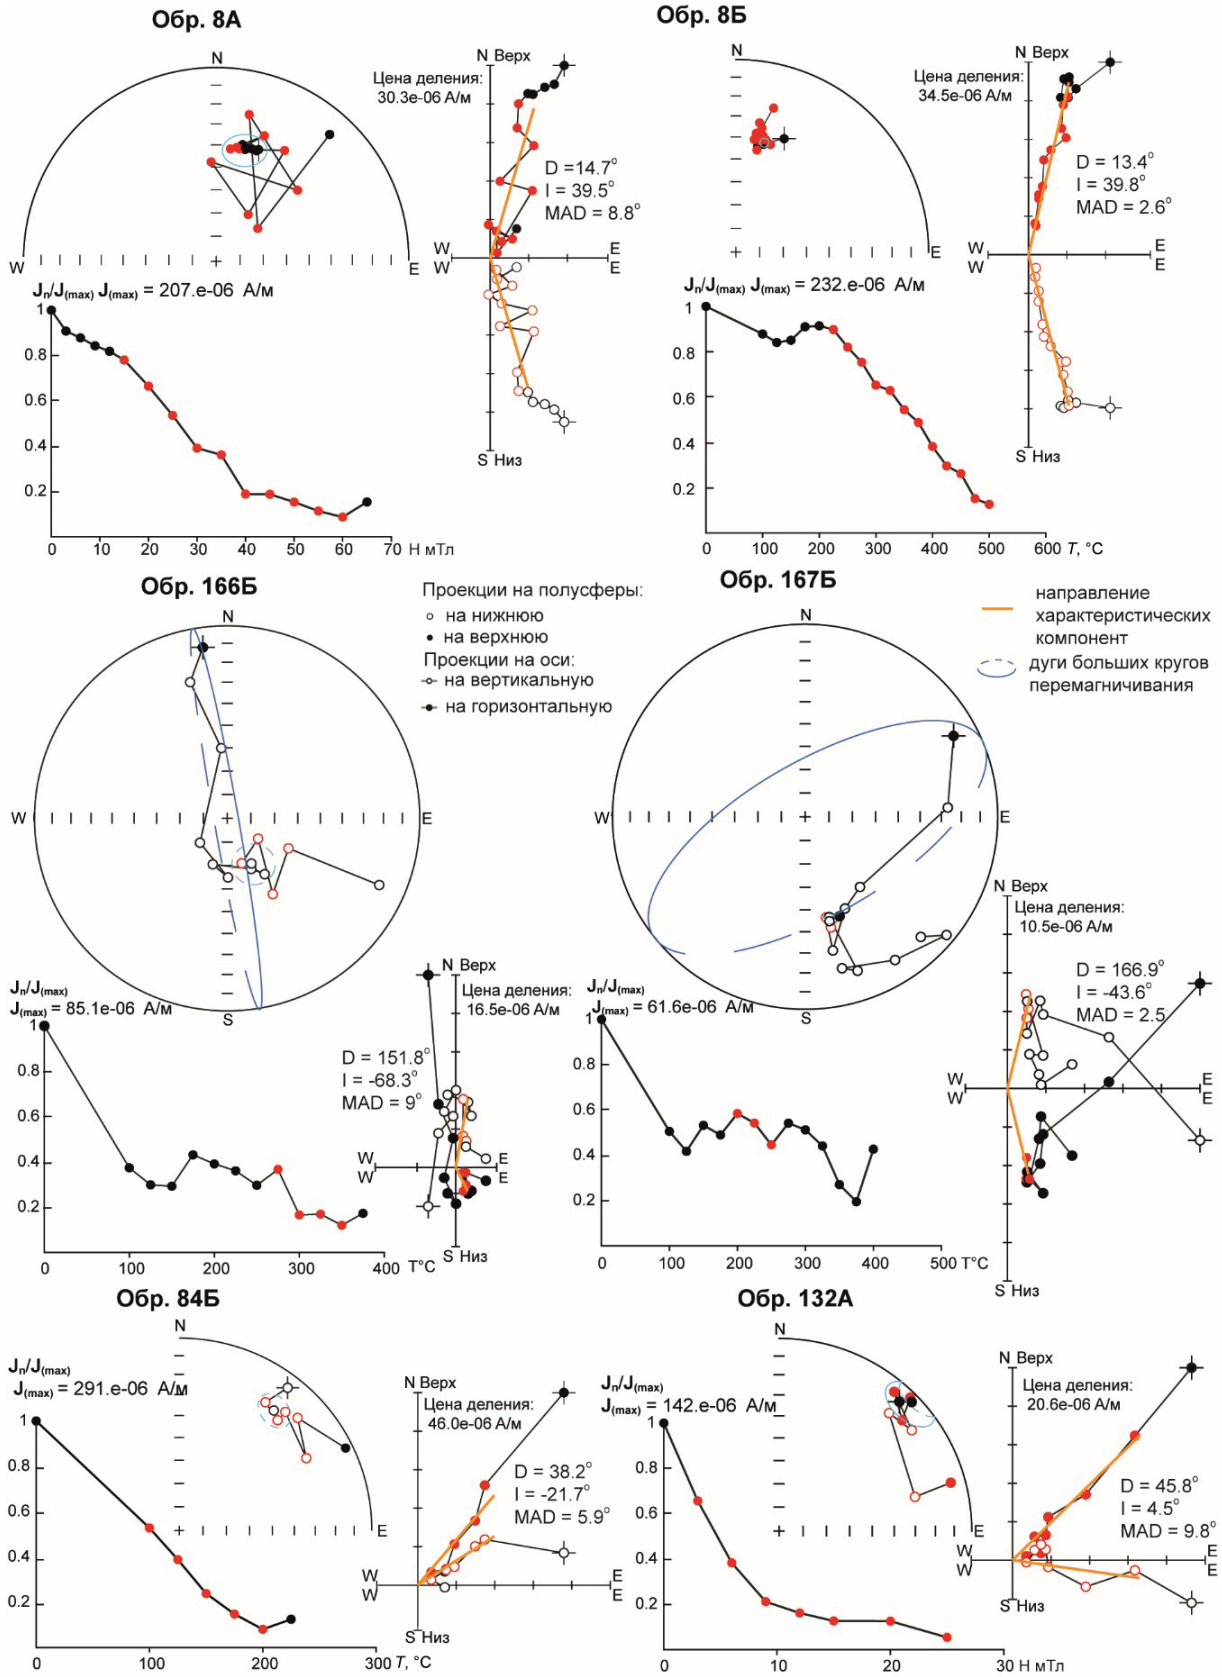 Обр. 8А
N
W
E
N Верх
Цена деления:
30.3е-06 А/м
D = 14.7°
I = 39.5°
MAD = 8.8°
W
W
E
E
S Низ
Jn/J(max) J(max) = 207.е-06 А/м
1
0.8
0.6
0.4
0.2
0
10
20
30
40
50
60
70
Н мТл
Обр. 8Б
N
E
N Верх
Цена деления:
34.5е-06 А/м
D = 13.4°
I = 39.8°
MAD = 2.6°
W
W
E
E
S Низ
Jn/J(max) J(max) = 232.е-06 А/м
1
0.8
0.6
0.4
0.2
0
100
200
300
400
500
600 T, °C
Обр. 166Б
N
W
E
S
Проекции на полусферы:
на нижнюю
на верхнюю
Проекции на оси:
на вертикальную
на горизонтальную
Jn/J(max)
J(max) = 85.1е-06 А/м
1
0.8
0.6
0.4
0.2
0
100
200
300
400
T°C
N Верх
Цена деления:
16.5е-06 А/м
D = 151.8°
I = -68.3°
MAD = 9°
W
W
E
E
S Низ
Обр. 167Б
N
W
E
S
направление
характеристических
компонент
дуги больших кругов
перемагничивания
Jn/J(max)
J(max) = 61.6е-06 А/м
1
0.8
0.6
0.4
0.2
0
100
200
300
400
500
T°C
N Верх
Цена деления:
10.5е-06 А/м
D = 166.9°
I = -43.6°
MAD = 2.5
W
W
E
E
S Низ
Обр. 84Б
N
E
Jn/J(max)
J(max) = 291.е-06 А/м
1
0.8
0.6
0.4
0.2
0
100
200
300 T, °C
N Верх
Цена деления:
46.0е-06 А/м
D = 38.2°
I = -21.7°
MAD = 5.9°
W
W
E
E
S Низ
Обр. 132А
N
E
Jn/J(max)
J(max) = 142.е-06 А/м
1
0.8
0.6
0.4
0.2
0
10
20
30
Н мТл
N Верх
Цена деления:
20.6е-06 А/м
D = 45.8°
I = 4.5°
MAD = 9.8°
W
W
E
E
S Низ